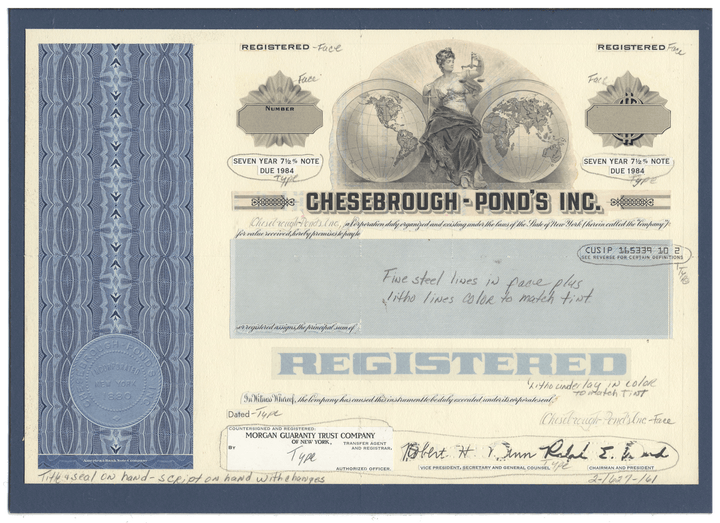 REGISTERED - Face
REGISTERED Face
Face
Face
NUMBER
SEVEN YEAR 7½% NOTE
DUE 1984
Type
SEVEN YEAR 7½% NOTE
DUE 1984
Type
CHESEBROUGH-POND'S INC.
Chesebrough-Pond's Inc., a Corporation duly organized and existing under the laws of the State of New York (herein called the Company),
for value received, hereby promises to pay to
CUSIP 165339 10 2
SEE REVERSE FOR CERTAIN DEFINITIONS
Type
Fine steel lines in face plus
litho lines color to match tint
or registered assigns, the principal sum of
REGISTERED
Litho underlay in color
to match tint
In Witness Whereof, the Company has caused this instrument to be duly executed under its corporate seal.
Dated - Type
Chesebrough-Pond's Inc - Face
COUNTERSIGNED AND REGISTERED:
MORGAN GUARANTY TRUST COMPANY
OF NEW YORK,
TRANSFER AGENT
AND REGISTRAR,
BY
Type
AUTHORIZED OFFICER.
Robert H.
Ralph E. Ward
VICE PRESIDENT, SECRETARY AND GENERAL COUNSEL
Type
CHAIRMAN AND PRESIDENT
NEW YORK
Title & seal on hand - script on hand with changes
2-1627-161